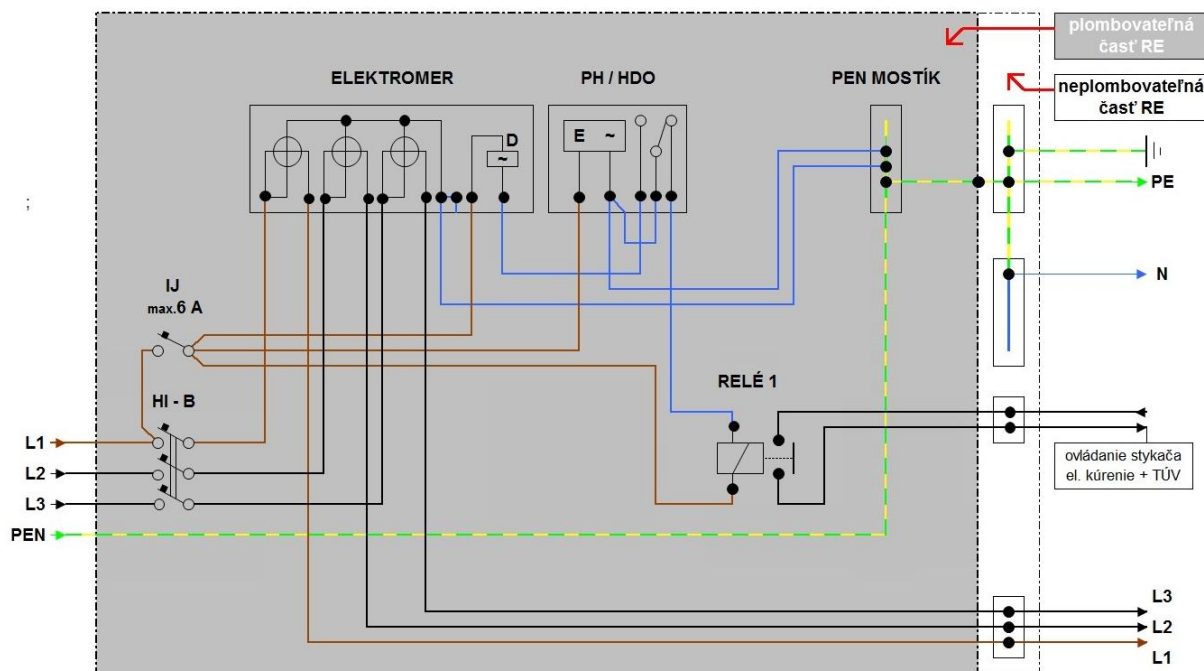 plombovateľná
časť RE
ELEKTROMER
PH / HDO
PEN MOSTÍK
neplombovateľná
časť RE
E ~
D
~
PE
;
N
IJ
max.6 A
RELÉ 1
HI - B
L1
L2
L3
PEN
ovládanie stykača
el. kúrenie + TÚV
L3
L2
L1